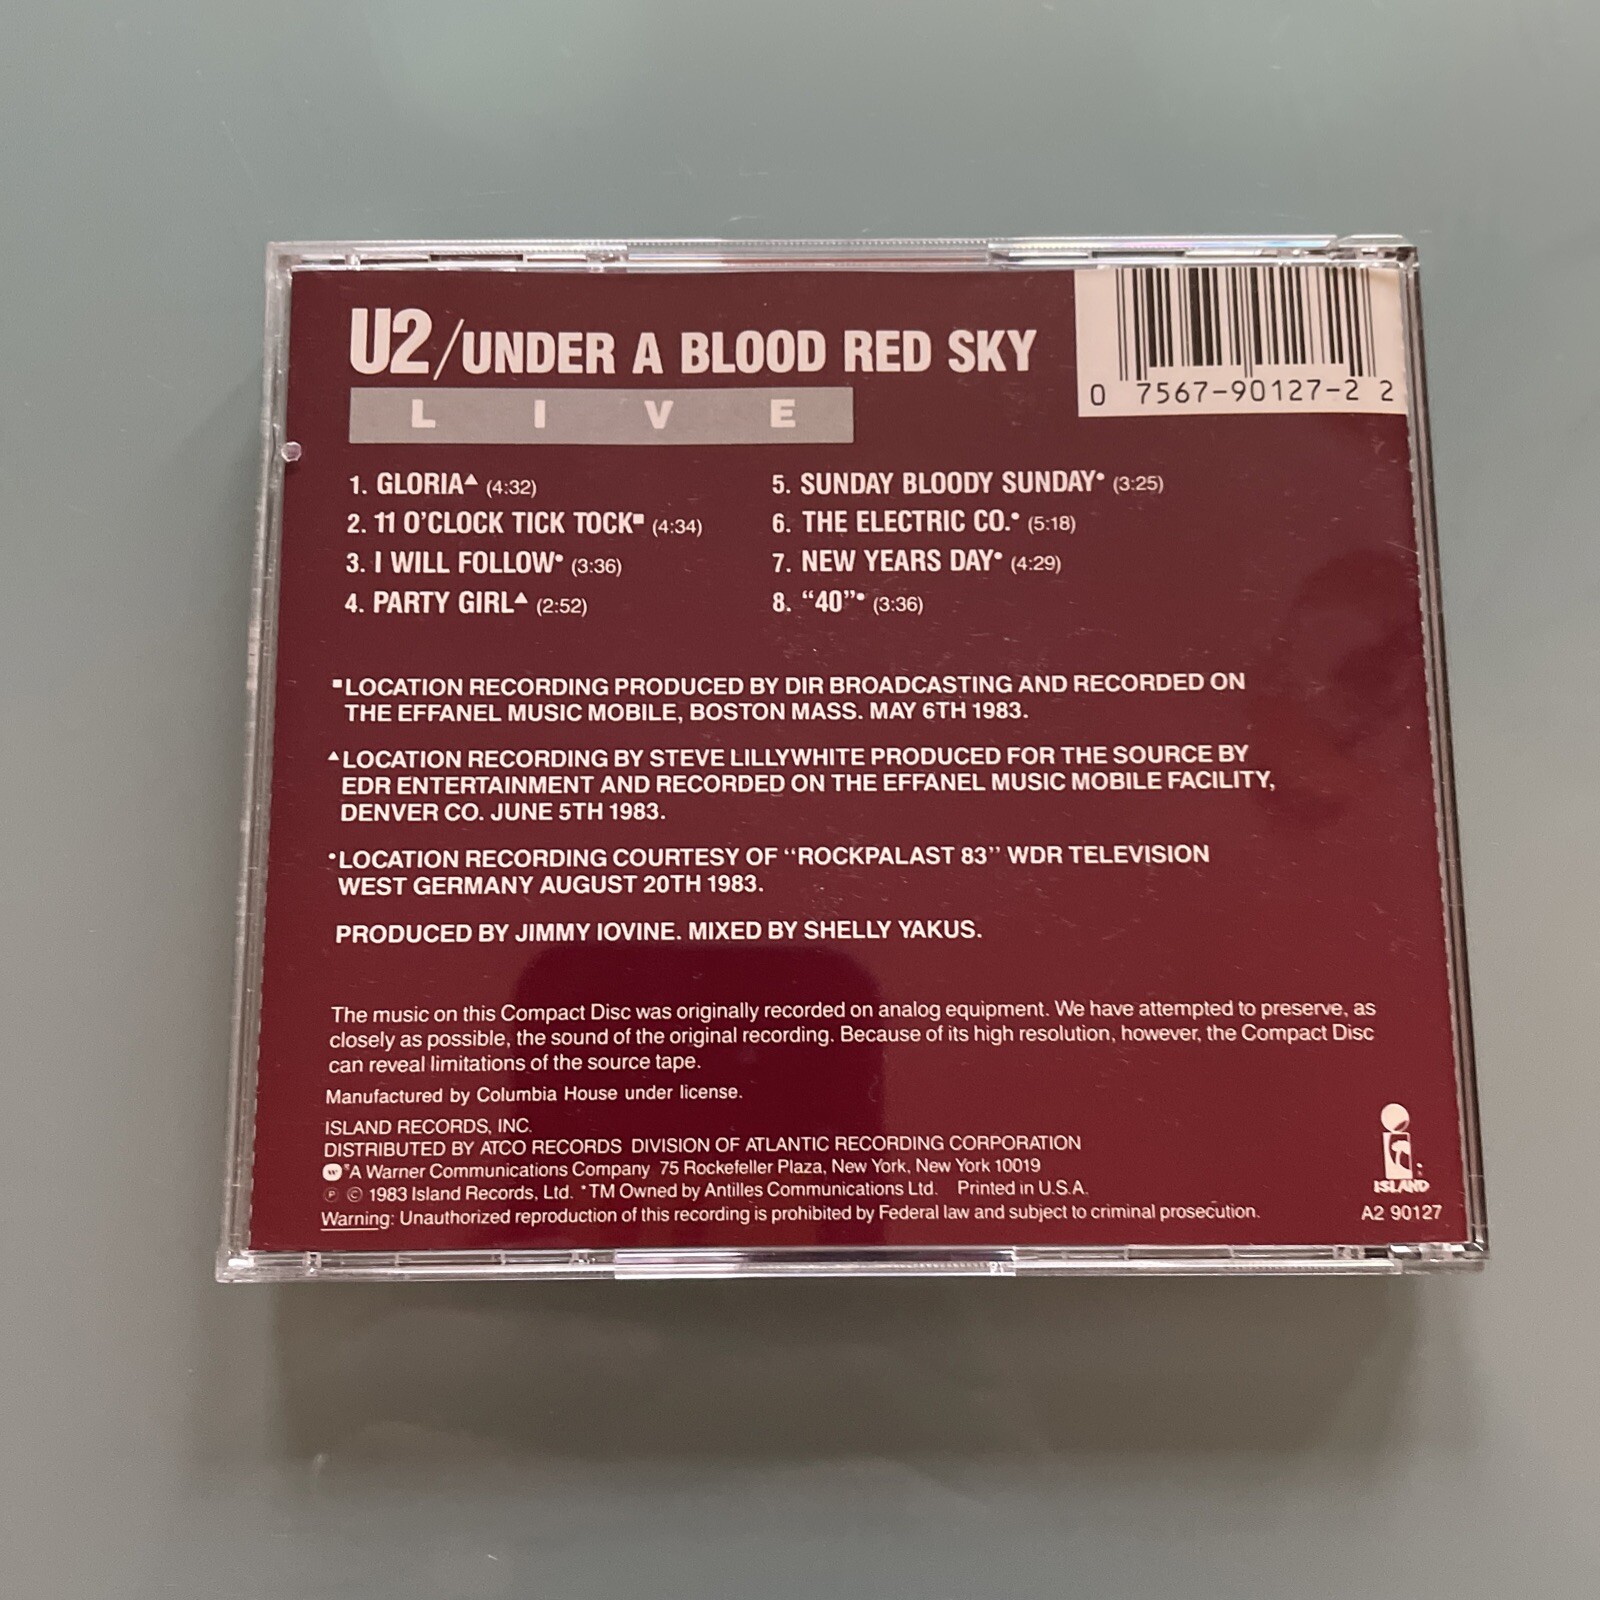 U2/UNDER A BLOOD RED SKY
LIVE
0 7567-90127-2 2
1. GLORIA▲ (4:32)
2. 11 O'CLOCK TICK TOCK■ (4:34)
3. I WILL FOLLOW• (3:36)
4. PARTY GIRL▲ (2:52)
5. SUNDAY BLOODY SUNDAY• (3:25)
6. THE ELECTRIC CO.• (5:18)
7. NEW YEARS DAY• (4:29)
8. “40”• (3:36)
■LOCATION RECORDING PRODUCED BY DIR BROADCASTING AND RECORDED ON
THE EFFANEL MUSIC MOBILE, BOSTON MASS. MAY 6TH 1983.
▲LOCATION RECORDING BY STEVE LILLYWHITE PRODUCED FOR THE SOURCE BY
EDR ENTERTAINMENT AND RECORDED ON THE EFFANEL MUSIC MOBILE FACILITY,
DENVER CO. JUNE 5TH 1983.
•LOCATION RECORDING COURTESY OF “ROCKPALAST 83” WDR TELEVISION
WEST GERMANY AUGUST 20TH 1983.
PRODUCED BY JIMMY IOVINE. MIXED BY SHELLY YAKUS.
The music on this Compact Disc was originally recorded on analog equipment. We have attempted to preserve, as
closely as possible, the sound of the original recording. Because of its high resolution, however, the Compact Disc
can reveal limitations of the source tape.
Manufactured by Columbia House under license.
ISLAND RECORDS, INC.
DISTRIBUTED BY ATCO RECORDS DIVISION OF ATLANTIC RECORDING CORPORATION
W *A Warner Communications Company 75 Rockefeller Plaza, New York, New York 10019
℗ © 1983 Island Records, Ltd. *TM Owned by Antilles Communications Ltd. Printed in U.S.A.
Warning: Unauthorized reproduction of this recording is prohibited by Federal law and subject to criminal prosecution.
ISLAND
A2 90127